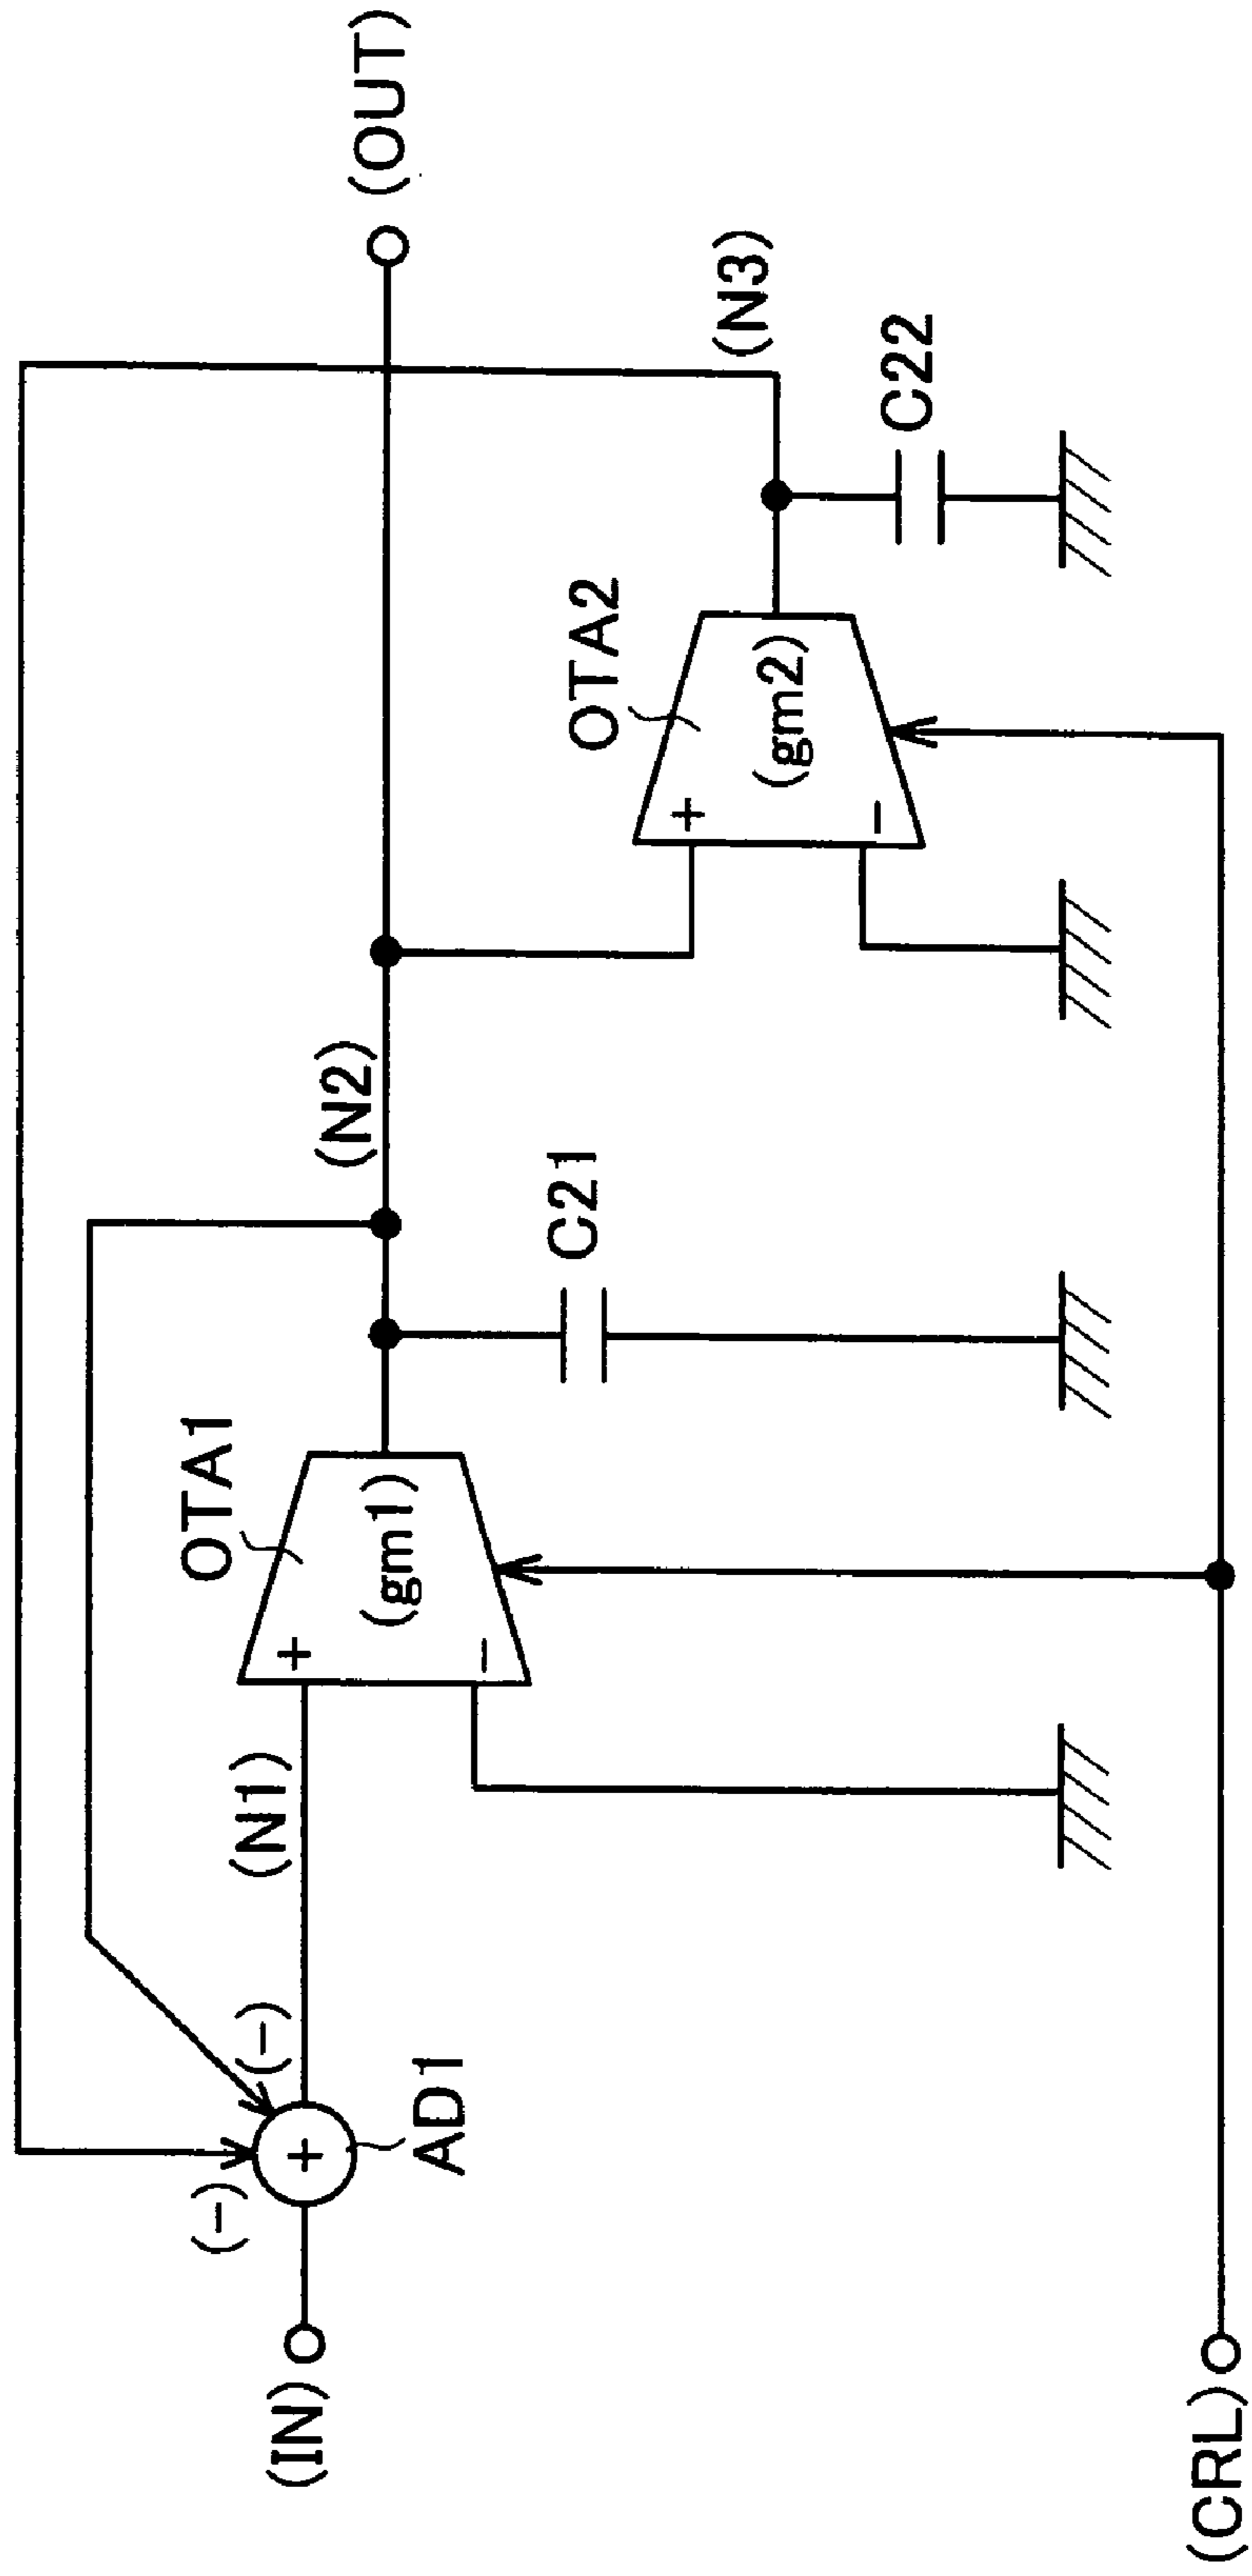 (IN)
(-)
(-)
+
AD1
(N1)
OTA1
+
-
(gm1)
C21
(N2)
OTA2
+
-
(gm2)
C22
(N3)
(OUT)
(CRL)